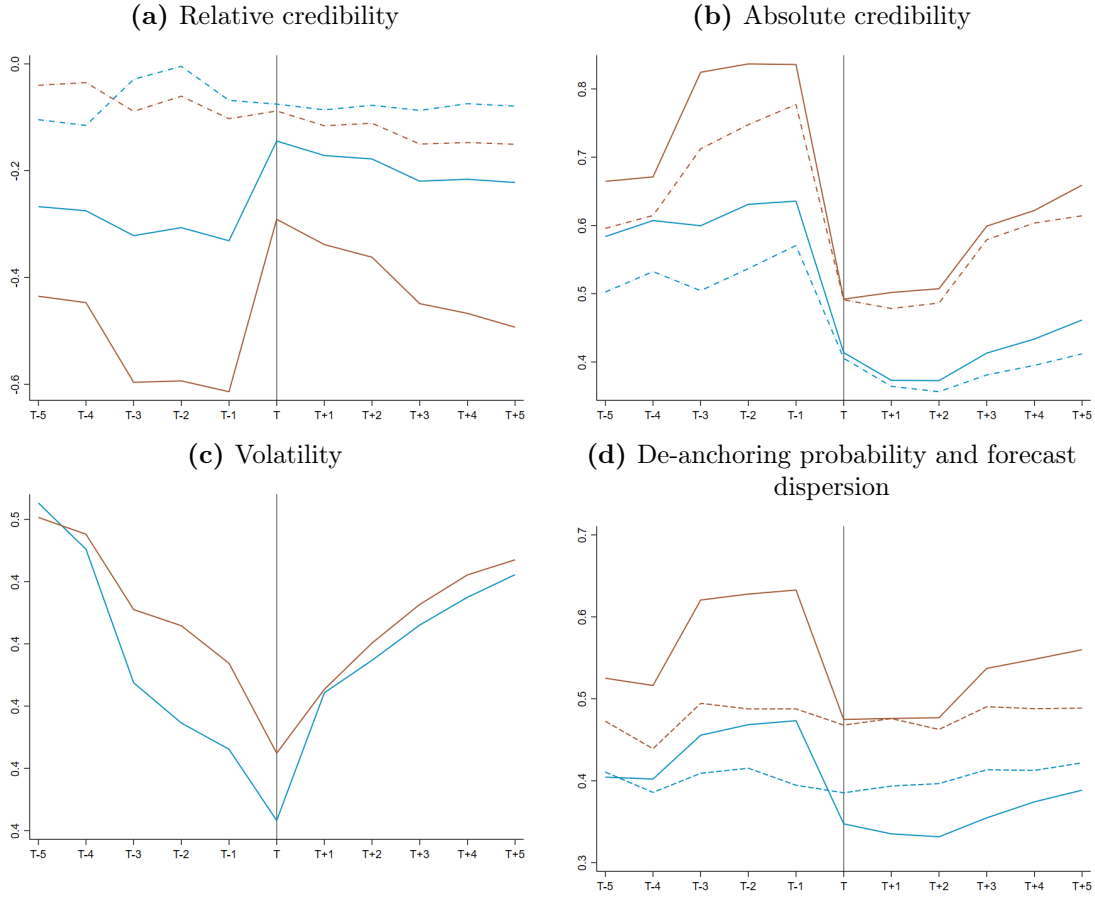 (a) Relative credibility
0.0
-0.2
-0.4
-0.6
T-5 T-4 T-3 T-2 T-1 T T+1 T+2 T+3 T+4 T+5
(b) Absolute credibility
0.8
0.7
0.6
0.5
0.4
T-5 T-4 T-3 T-2 T-1 T T+1 T+2 T+3 T+4 T+5
(c) Volatility
0.5
0.4
0.4
0.4
0.4
0.4
T-5 T-4 T-3 T-2 T-1 T T+1 T+2 T+3 T+4 T+5
(d) De-anchoring probability and forecast
dispersion
0.7
0.6
0.5
0.4
0.3
T-5 T-4 T-3 T-2 T-1 T T+1 T+2 T+3 T+4 T+5